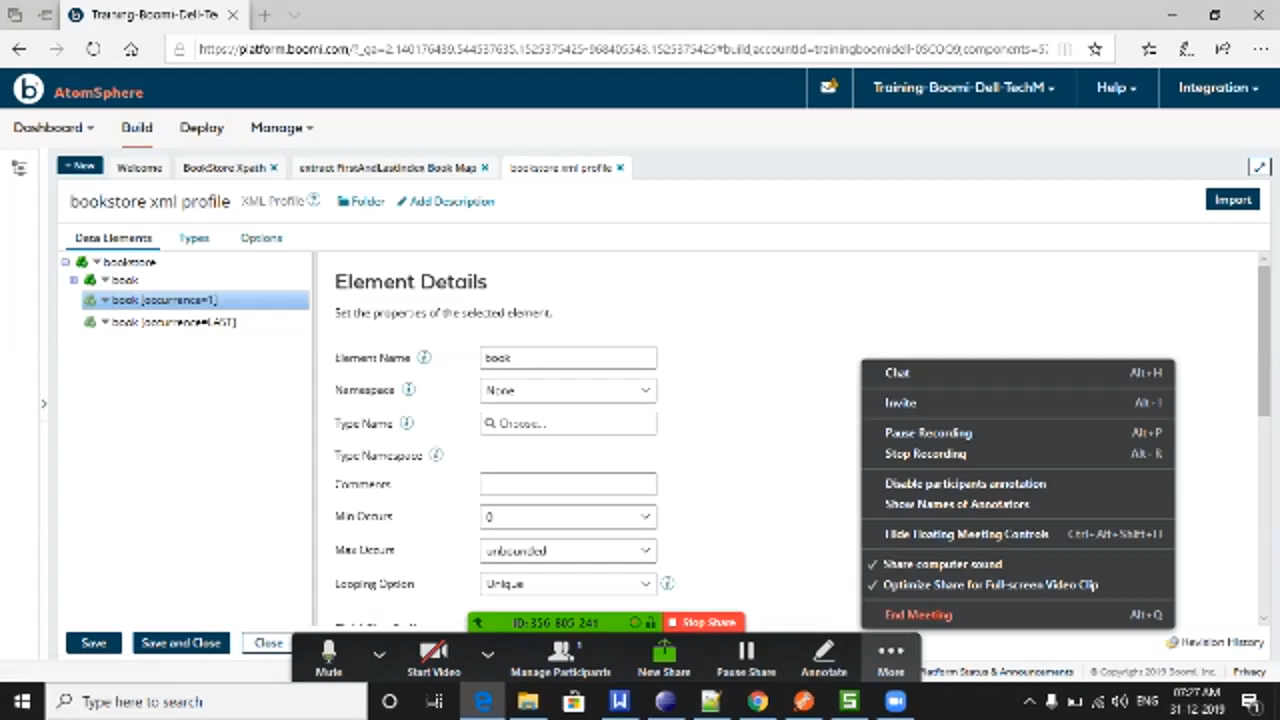 Training-Boomi-Dell-Te
https://platform.boomi.com/?_ga=2.140176439.544537635.1525375425-968405543.1525375425#build;accountId=trainingboomidell-0SCOQ9;components=5
AtomSphere
Training-Boomi-Dell-TechM
Help
Integration
Dashboard
Build
Deploy
Manage
New
Welcome
BookStore Xpath
extract FirstAndLastIndex Book Map
bookstore xml profile
bookstore xml profile
XML Profile
Folder
Add Description
Import
Data Elements
Types
Options
bookstore
book
book [occurrence=1]
book [occurrence=LAST]
Element Details
Set the properties of the selected element.
Element Name
book
Namespace
None
Type Name
Choose...
Type Namespace
Comments
Min Occurs
0
Max Occurs
unbounded
Looping Option
Unique
Chat Alt+H
Invite Alt+I
Pause Recording Alt+P
Stop Recording Alt+R
Disable participants annotation
Show Names of Annotators
Hide Floating Meeting Controls Ctrl+Alt+Shift+H
Share computer sound
Optimize Share for Full-screen Video Clip
End Meeting Alt+Q
ID: 356 805 241
Stop Share
Save
Save and Close
Close
Revision History
Mute
Start Video
1
Manage Participants
New Share
Pause Share
Annotate
More
latform Status & Announcements
© Copyright 2019 Boomi, Inc.
Privacy
Type here to search
ENG
07:27 AM
31-12-2019